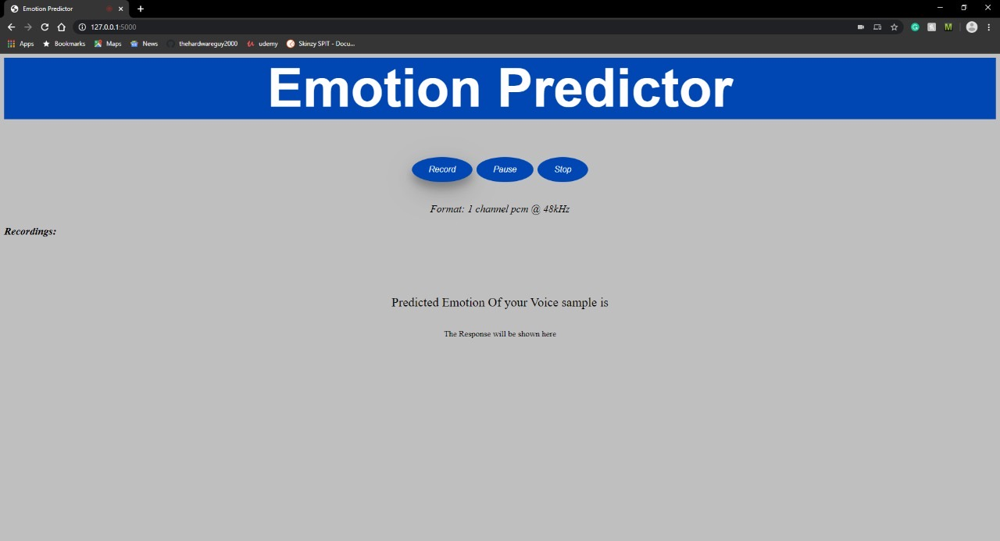 Emotion Predictor
127.0.0.1:5000
Apps Bookmarks Maps News thehardwareguy2000 udemy Skinzy SPIT - Docu...
Emotion Predictor
Record Pause Stop
Format: 1 channel pcm @ 48kHz
Recordings:
Predicted Emotion Of your Voice sample is
The Response will be shown here